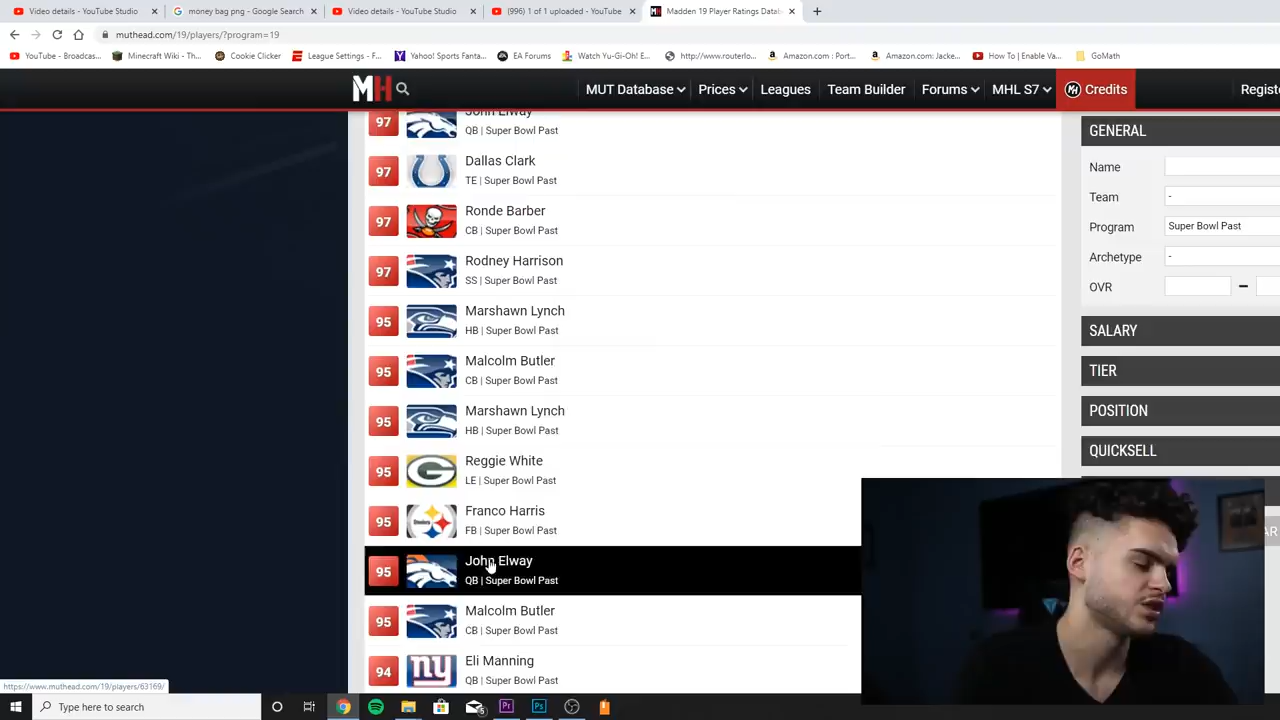 Video details - YouTube Studio
money bag png - Google Search
Video details - YouTube Studio
(996) 1 of 1 uploaded - YouTube
Madden 19 Player Ratings Datab
muthead.com/19/players/?program=19
YouTube - Broadcas...
Minecraft Wiki - Th...
Cookie Clicker
League Settings - F...
Yahoo! Sports Fanta...
EA Forums
Watch Yu-Gi-Oh! E...
http://www.routerlo...
Amazon.com : Port...
Amazon.com: Jacke...
How To | Enable Va...
GoMath
MH
MUT Database
Prices
Leagues
Team Builder
Forums
MHL S7
Credits
Registe
97
John Elway
QB | Super Bowl Past
97
Dallas Clark
TE | Super Bowl Past
97
Ronde Barber
CB | Super Bowl Past
97
Rodney Harrison
SS | Super Bowl Past
95
Marshawn Lynch
HB | Super Bowl Past
95
Malcolm Butler
CB | Super Bowl Past
95
Marshawn Lynch
HB | Super Bowl Past
95
Reggie White
LE | Super Bowl Past
95
Franco Harris
FB | Super Bowl Past
95
John Elway
QB | Super Bowl Past
95
Malcolm Butler
CB | Super Bowl Past
94
Eli Manning
QB | Super Bowl Past
GENERAL
Name
Team -
Program Super Bowl Past
Archetype -
OVR –
SALARY
TIER
POSITION
QUICKSELL
AR
https://www.muthead.com/19/players/63169/
Type here to search